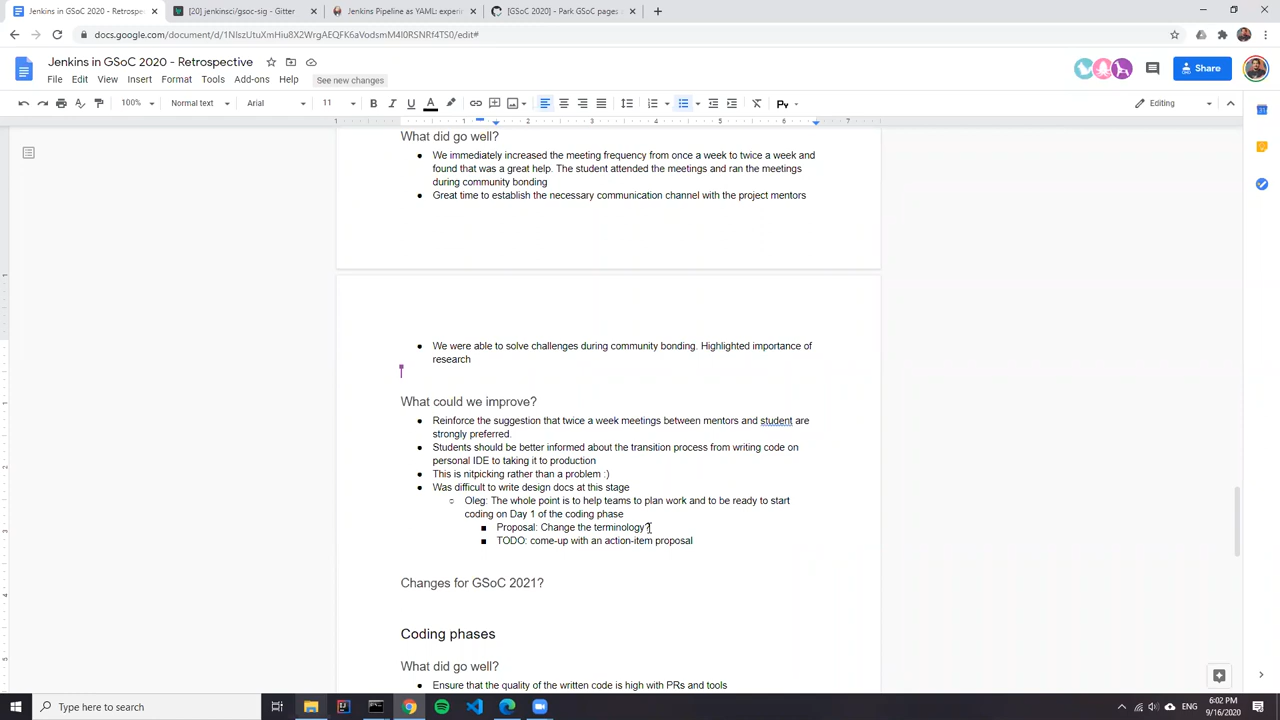 Jenkins in GSoC 2020 - Retrospec
[20] jenkinsci/gsoc-sig - Gitter
Jenkins Pipeline as YAML: experi
[GSoC 2020] - Park GSoC pages
docs.google.com/document/d/1NIszUtuXmHiu8X2WrgAEQFK6aVodsmM4I0RSNRf4TS0/edit#
Jenkins in GSoC 2020 - Retrospective
Share
File Edit View Insert Format Tools Add-ons Help See new changes
100% Normal text Arial 11 B I U A Editing
1 1 2 3 4 5 6 7
What did go well?
● We immediately increased the meeting frequency from once a week to twice a week and
found that was a great help. The student attended the meetings and ran the meetings
during community bonding
● Great time to establish the necessary communication channel with the project mentors
● We were able to solve challenges during community bonding. Highlighted importance of
research
What could we improve?
● Reinforce the suggestion that twice a week meetings between mentors and student are
strongly preferred.
● Students should be better informed about the transition process from writing code on
personal IDE to taking it to production
● This is nitpicking rather than a problem :)
● Was difficult to write design docs at this stage
○ Oleg: The whole point is to help teams to plan work and to be ready to start
coding on Day 1 of the coding phase
■ Proposal: Change the terminology?
■ TODO: come-up with an action-item proposal
Changes for GSoC 2021?
Coding phases
What did go well?
● Ensure that the quality of the written code is high with PRs and tools
Type here to search
ENG
6:02 PM
9/16/2020